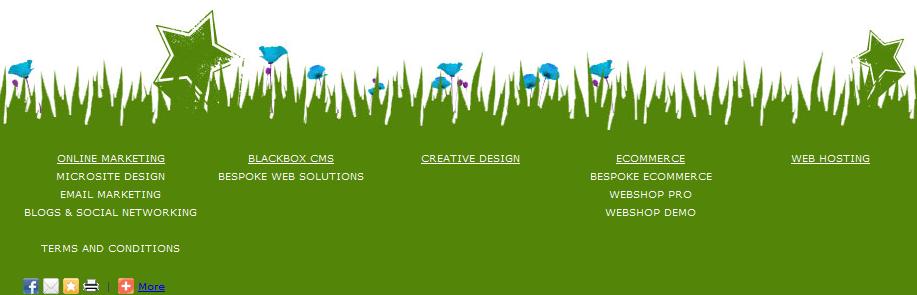 ONLINE MARKETING BLACKBOX CMS CREATIVE DESIGN ECOMMERCE WEB HOSTING
MICROSITE DESIGN BESPOKE WEB SOLUTIONS BESPOKE ECOMMERCE
EMAIL MARKETING WEBSHOP PRO
BLOGS & SOCIAL NETWORKING WEBSHOP DEMO
TERMS AND CONDITIONS
| More